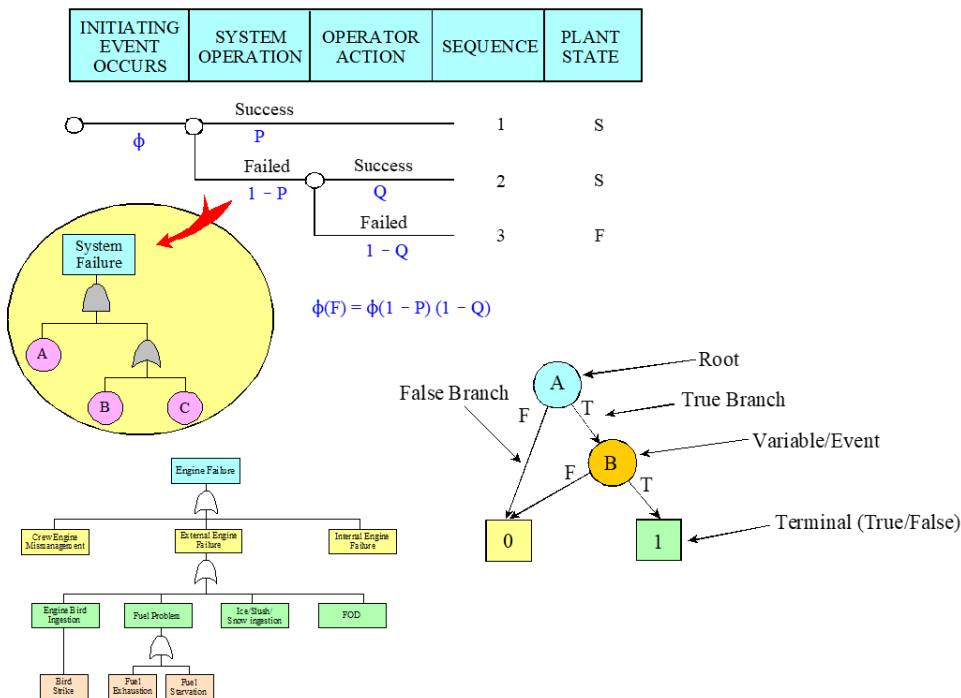 INITIATING
EVENT
OCCURS
SYSTEM
OPERATION
OPERATOR
ACTION
SEQUENCE
PLANT
STATE
Success
ϕ
P
1
S
Failed
Success
1 − P
Q
2
S
Failed
1 − Q
3
F
System
Failure
A
B
C
ϕ(F) = ϕ(1 − P) (1 − Q)
Root
A
False Branch
F
T
True Branch
Variable/Event
B
F
T
0
1
Terminal (True/False)
Engine Failure
Crew Engine
Mismanagement
External Engine
Failure
Internal Engine
Failure
Engine Bird
Ingestion
Fuel Problem
Ice/Slush/
Snow ingestion
FOD
Bird
Strike
Fuel
Exhaustion
Fuel
Starvation